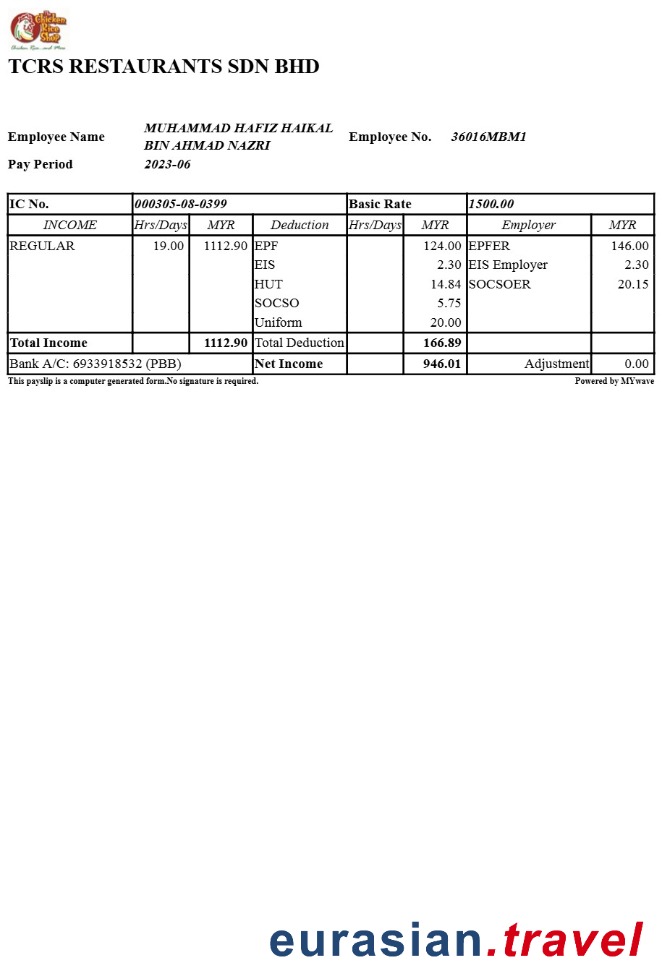 The Chicken Rice Shop
Chicken Rice...and More
TCRS RESTAURANTS SDN BHD
Employee Name MUHAMMAD HAFIZ HAIKAL BIN AHMAD NAZRI Employee No. 36016MBM1
Pay Period 2023-06
IC No. 000305-08-0399 Basic Rate 1500.00
INCOME Hrs/Days MYR Deduction Hrs/Days MYR Employer MYR
REGULAR 19.00 1112.90 EPF 124.00 EPFER 146.00
EIS 2.30 EIS Employer 2.30
HUT 14.84 SOCSOER 20.15
SOCSO 5.75
Uniform 20.00
Total Income 1112.90 Total Deduction 166.89
Bank A/C: 6933918532 (PBB) Net Income 946.01 Adjustment 0.00
This payslip is a computer generated form.No signature is required. Powered by MYwave
eurasian.travel